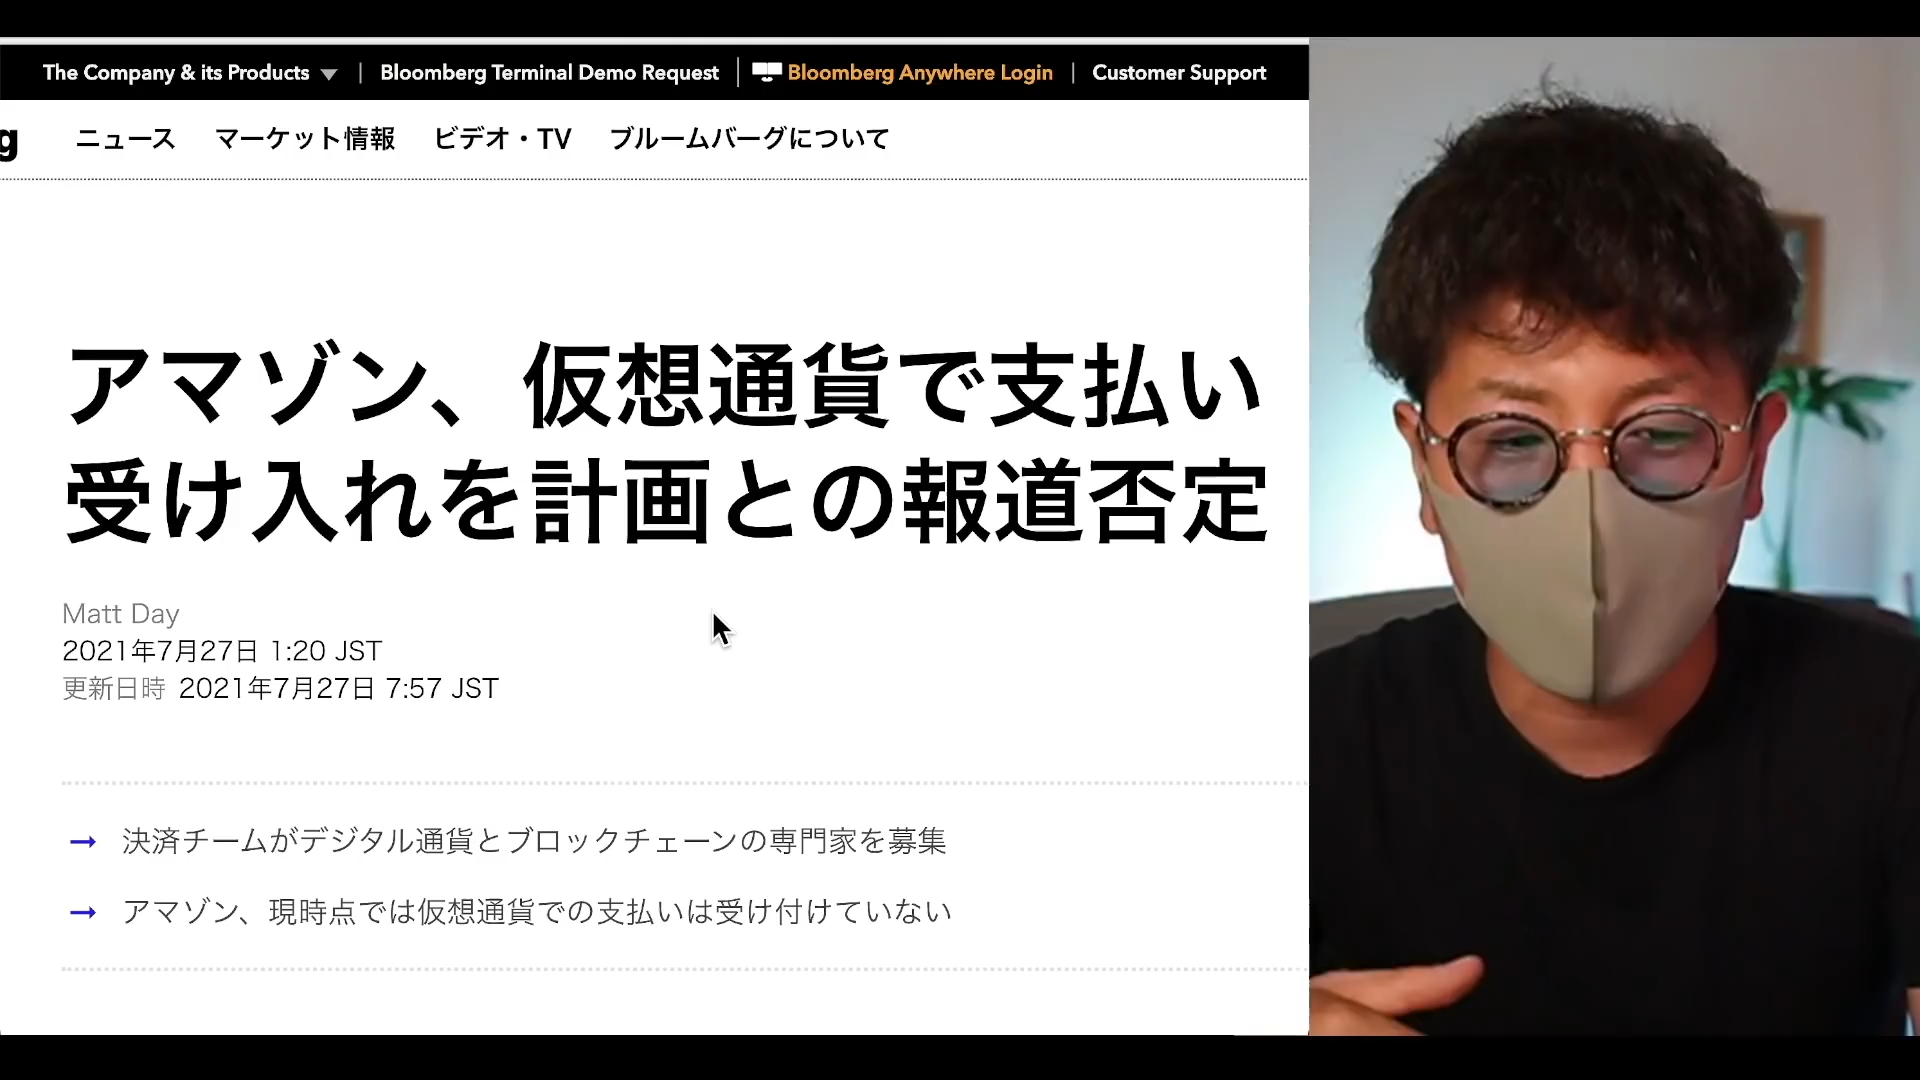 The Company & its Products ▼ | Bloomberg Terminal Demo Request | Bloomberg Anywhere Login | Customer Support
g ニュース マーケット情報 ビデオ・TV ブルームバーグについて
アマゾン、仮想通貨で支払い
受け入れを計画との報道否定
Matt Day
2021年7月27日 1:20 JST
更新日時 2021年7月27日 7:57 JST
→ 決済チームがデジタル通貨とブロックチェーンの専門家を募集
→ アマゾン、現時点では仮想通貨での支払いは受け付けていない